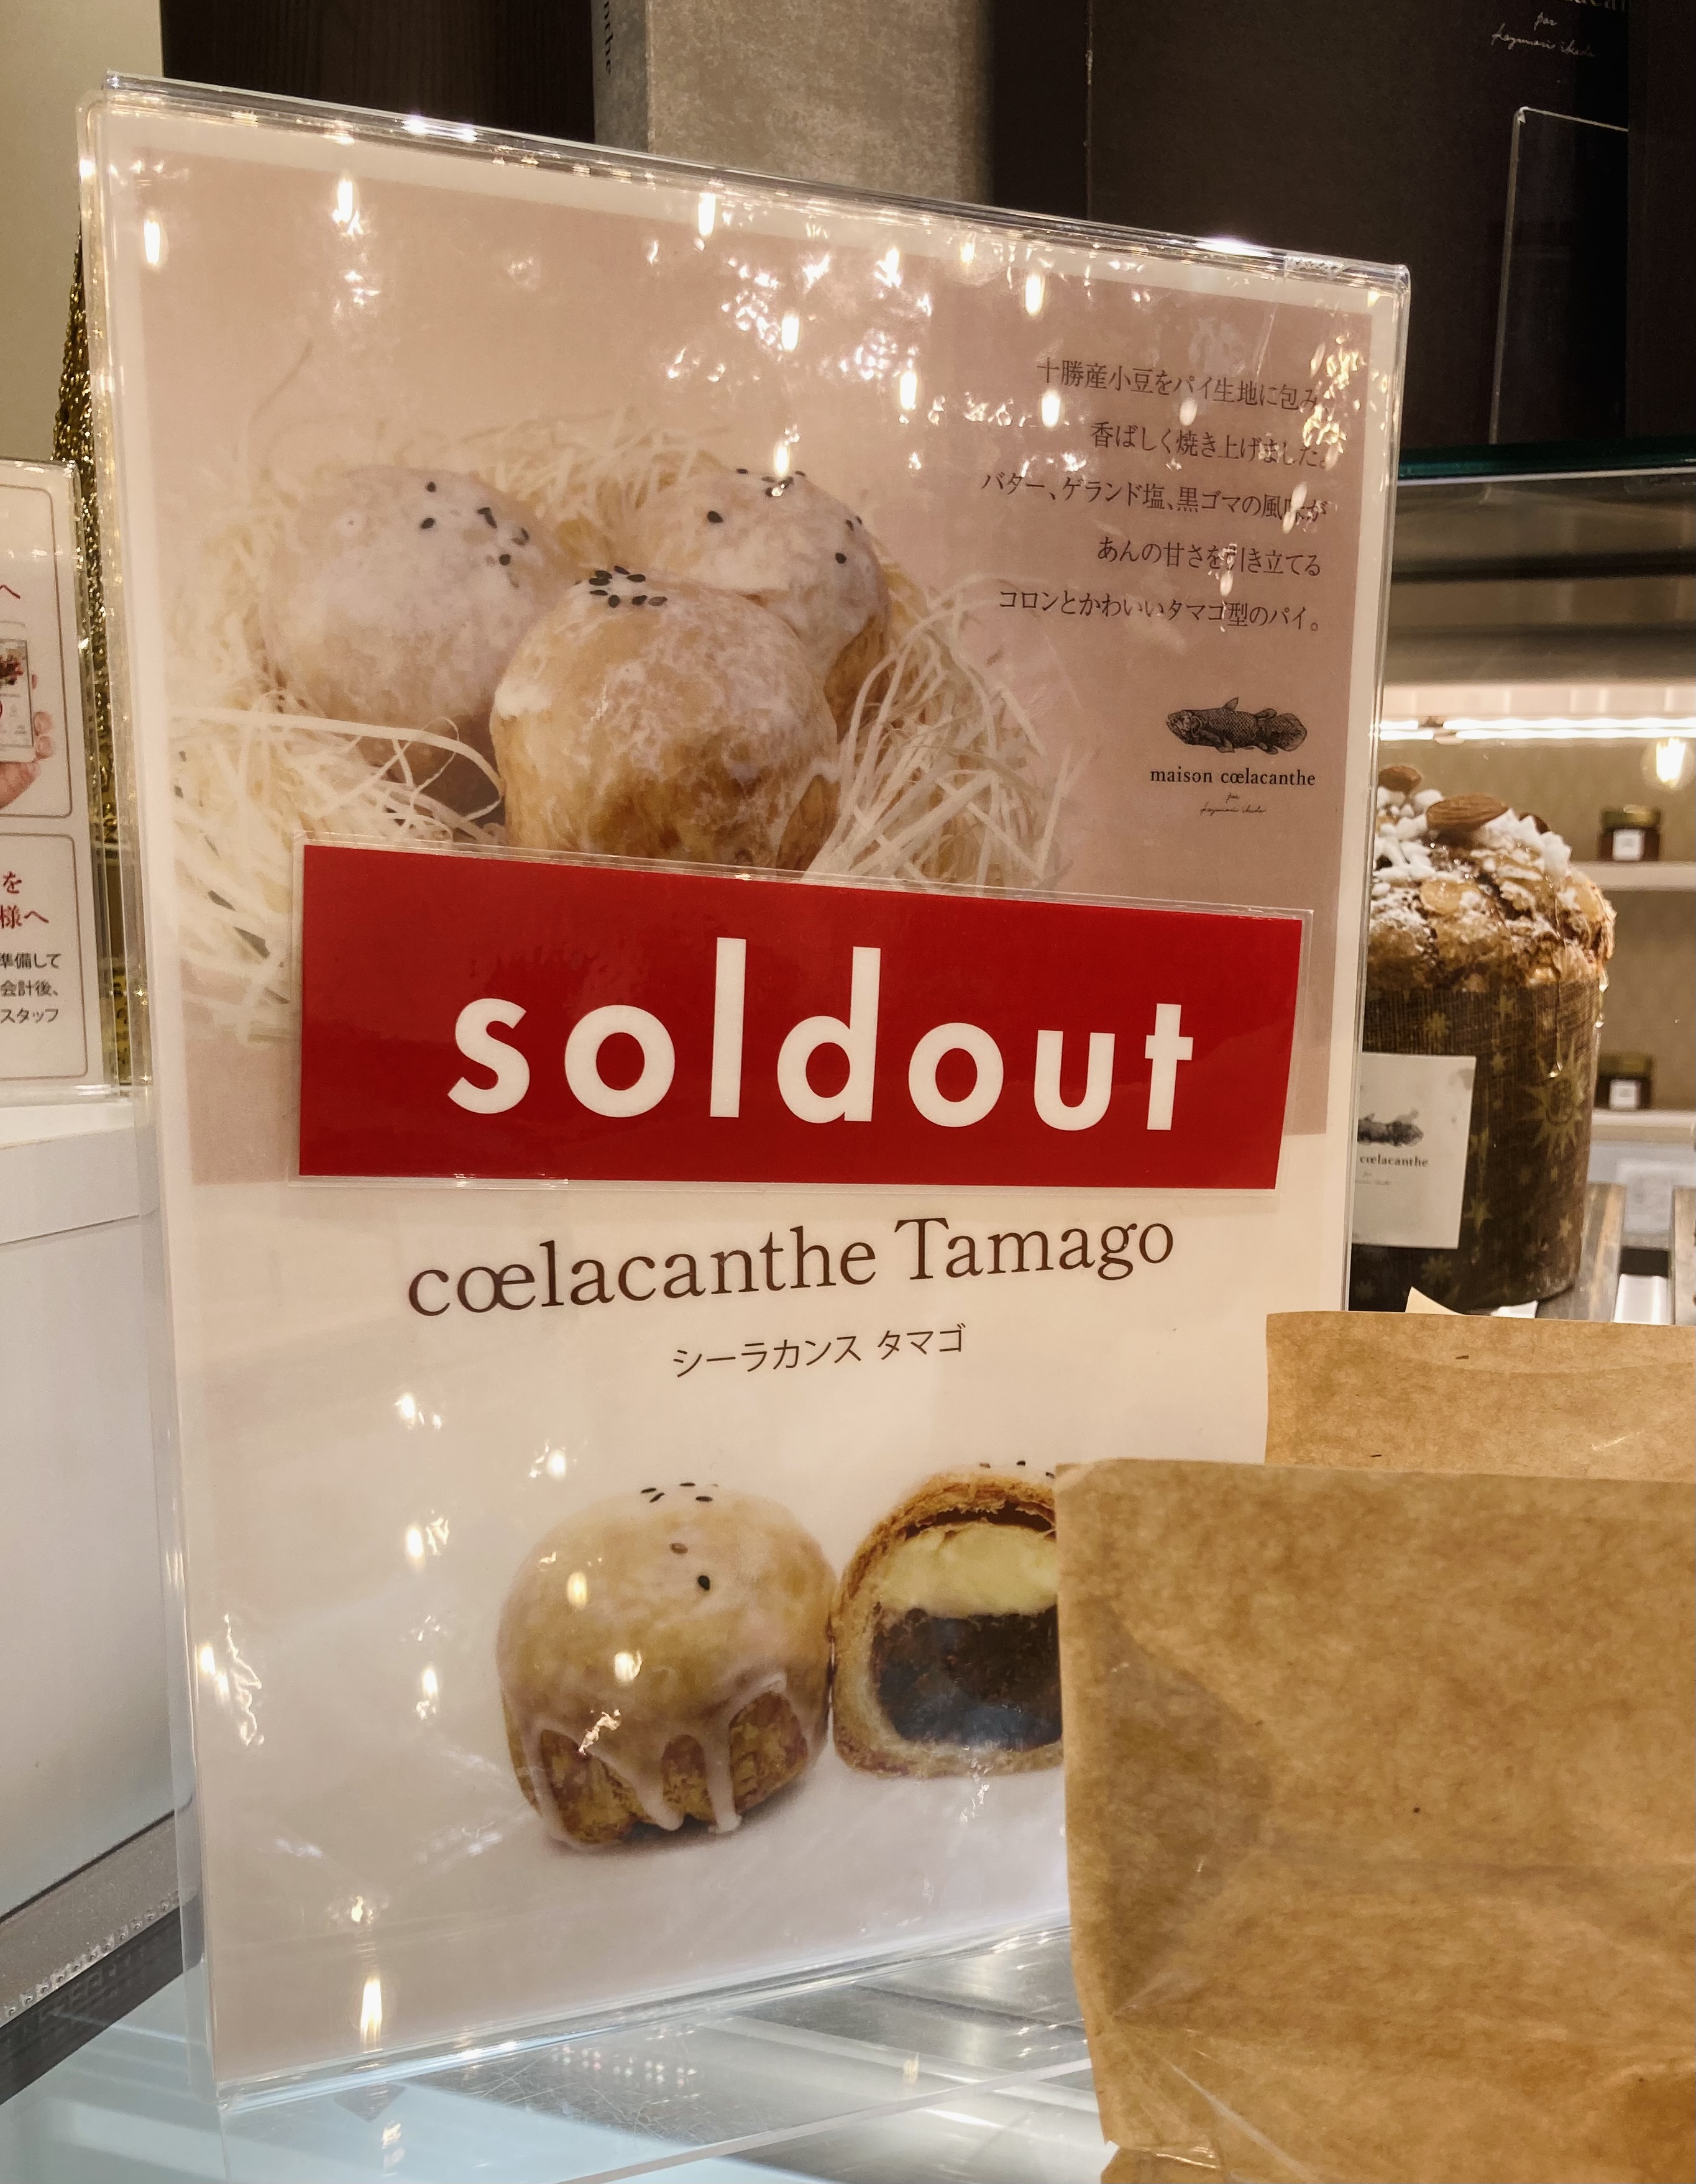 十勝産小豆をパイ生地に包み、
香ばしく焼き上げました。
バター、ゲランド塩、黒ゴマの風味が
あんの甘さを引き立てる
コロンとかわいいタマゴ型のパイ。
maison cœlacanthe
par
soldout
cœlacanthe Tamago
シーラカンス タマゴ
へ
を
様へ
準備して
会計後、
スタッフ
cœlacanthe
par